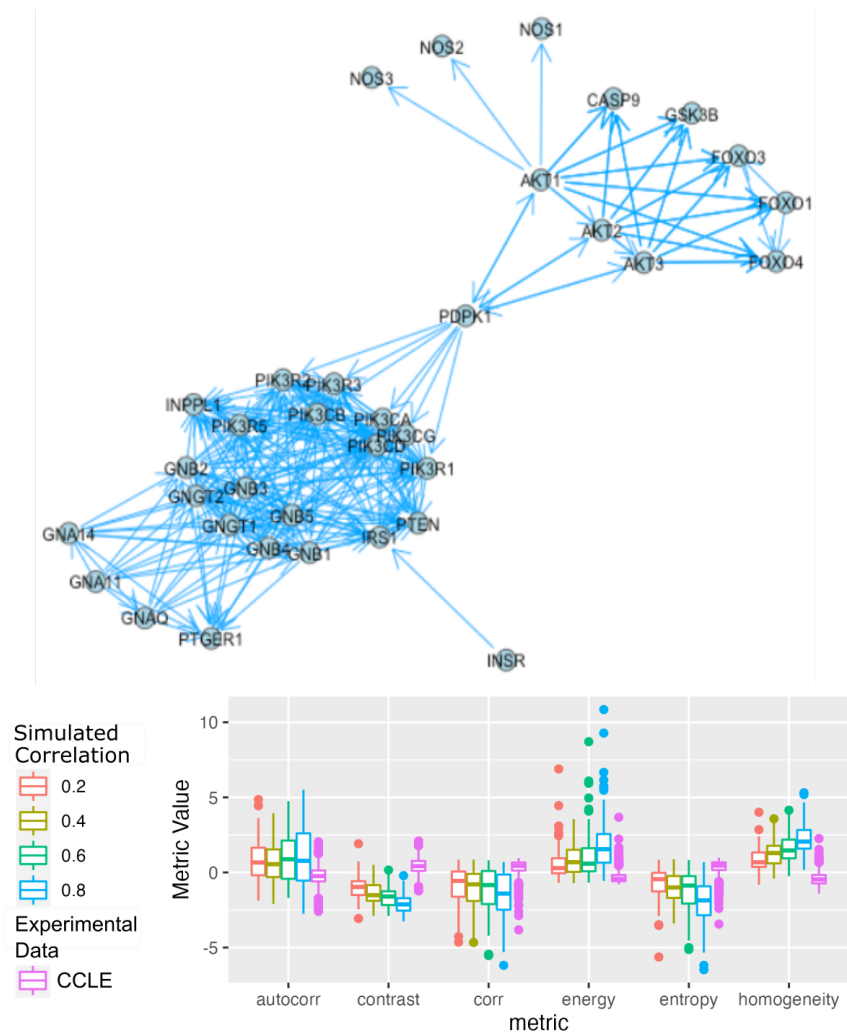 NOS1
NOS2
NOS3
CASP9
GSK3B
FOXO3
AKT1
FOXO1
AKT2
AKT3
FOXO4
PDPK1
PIK3R2
PIK3R3
INPPL1
PIK3CB
PIK3CA
PIK3R5
PIK3CG
PIK3CD
GNB2
PIK3R1
GNB3
GNGT2
GNB5
GNGT1
PTEN
GNA14
IRS1
GNB4
GNB1
GNA11
GNAQ
PTGER1
INSR
Simulated
Correlation
0.2
0.4
0.6
0.8
Experimental
Data
CCLE
Metric Value
10
5
0
-5
autocorr contrast corr energy entropy homogeneity
metric